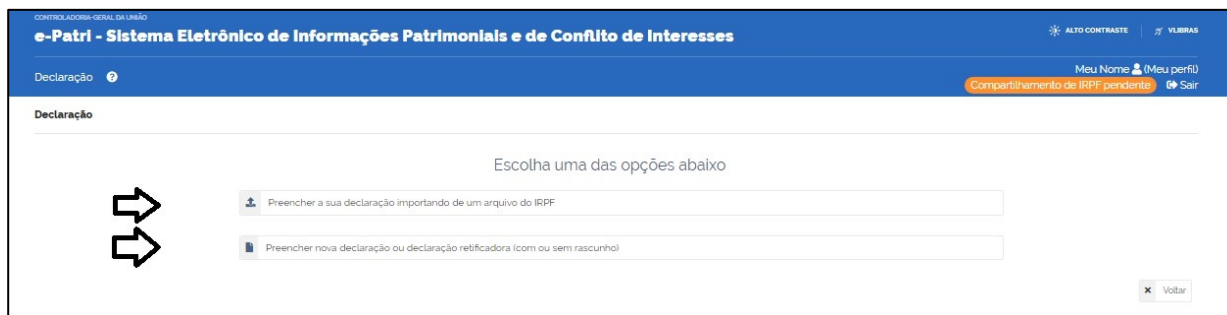 CONTROLADORIA-GERAL DA UNIÃO
e-Patri - Sistema Eletrônico de Informações Patrimoniais e de Conflito de Interesses
ALTO CONTRASTE
VLIBRAS
Declaração ?
Meu Nome (Meu perfil)
Compartilhamento de IRPF pendente Sair
Declaração
Escolha uma das opções abaixo
Preencher a sua declaração importando de um arquivo do IRPF
Preencher nova declaração ou declaração retificadora (com ou sem rascunho)
× Voltar